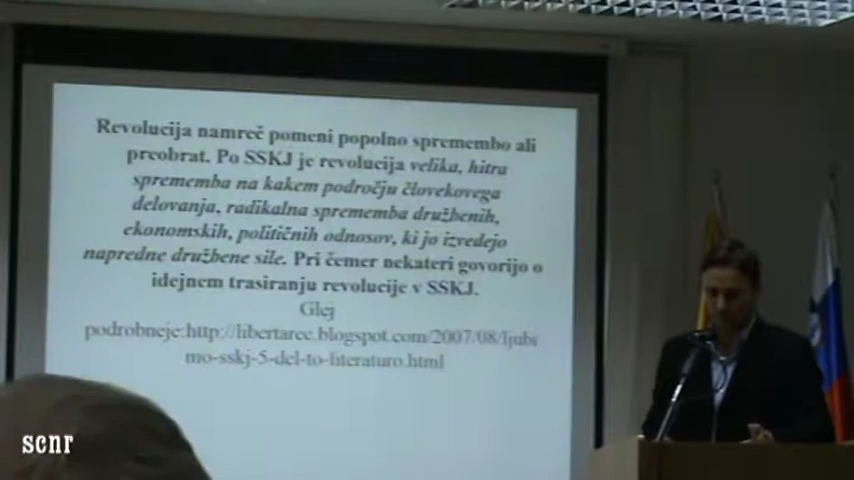 Revolucija namreč pomeni popolno spremembo ali
preobrat. Po SSKJ je revolucija velika, hitra
sprememba na kakem področju človekovega
delovanja, radikalna sprememba družbenih,
ekonomskih, političnih odnosov, ki jo izvedejo
napredne družbene sile. Pri čemer nekateri govorijo o
idejnem trasiranju revolucije v SSKJ.
Glej
podrobneje:http://libertarec.blogspot.com/2007/08/ljubi
mo-sskj-5-del-to-literaturo.html
scnr